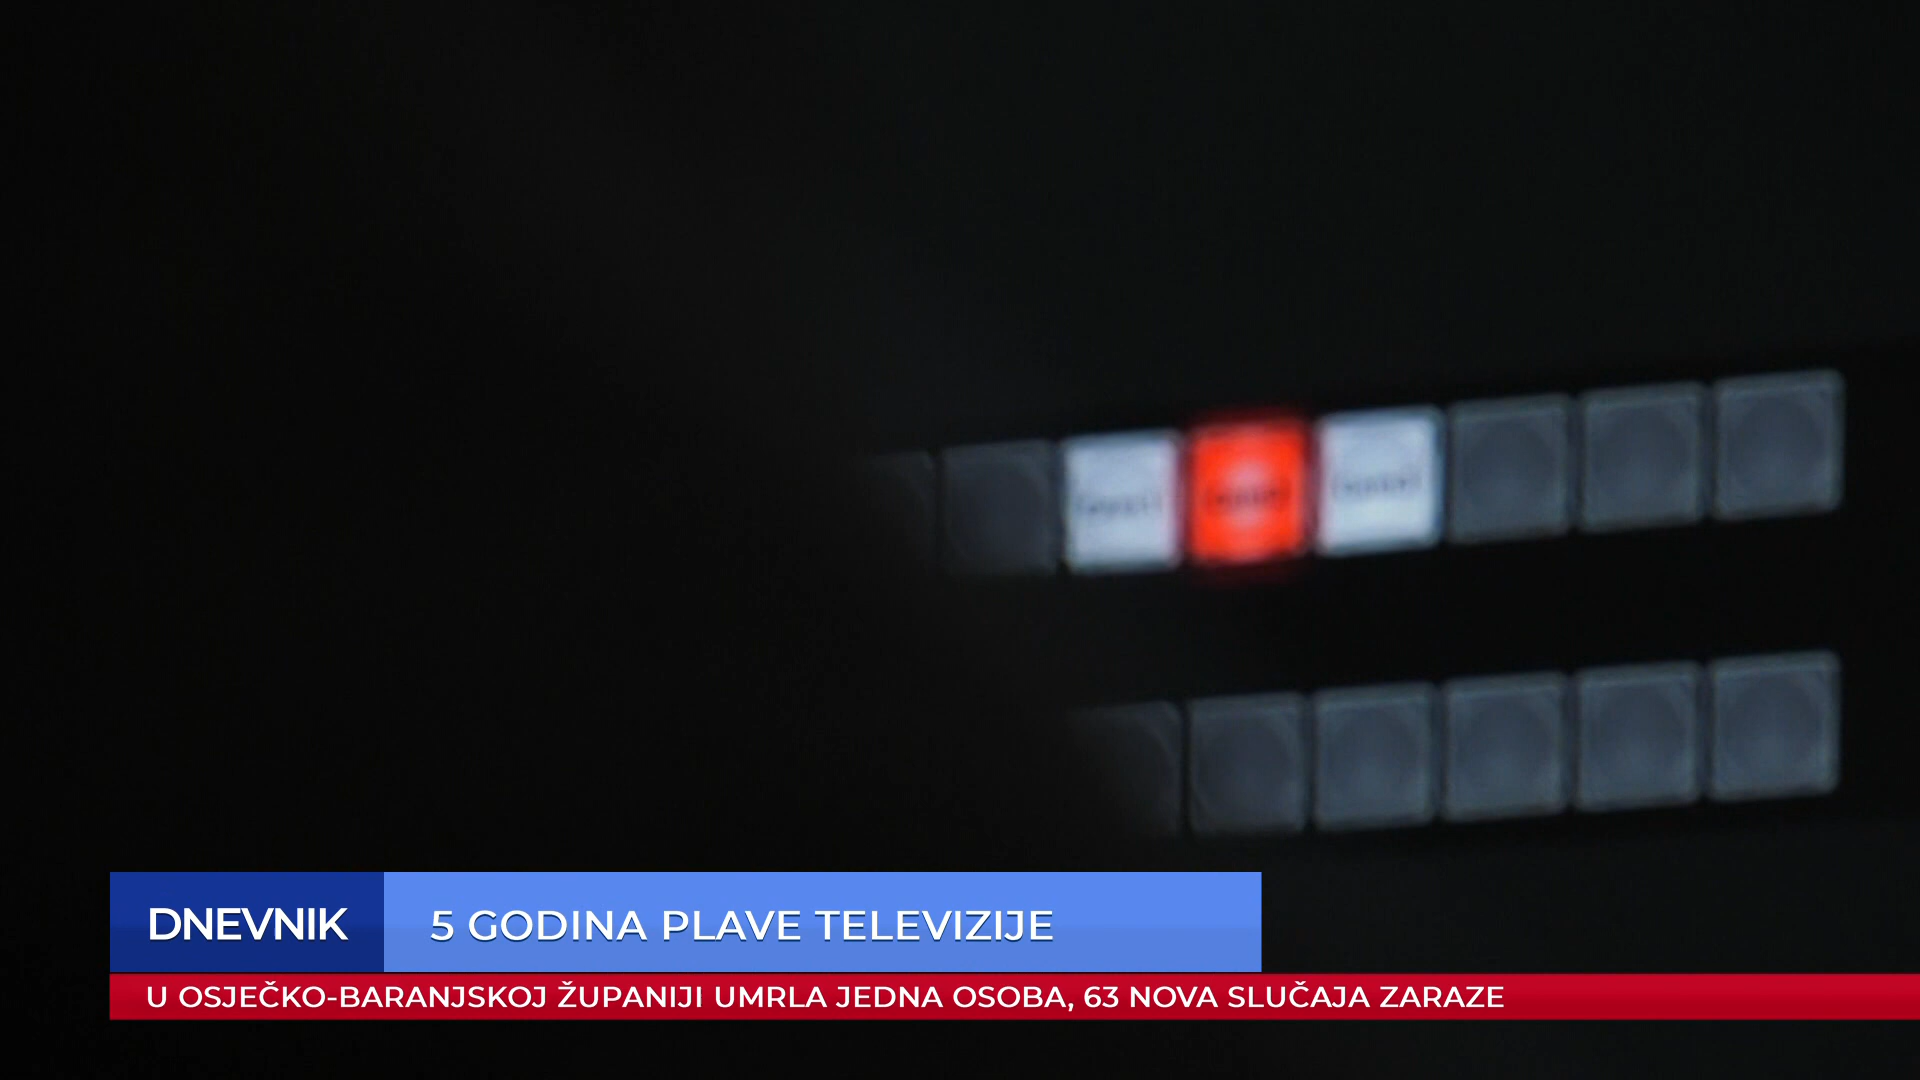 DNEVNIK
5 GODINA PLAVE TELEVIZIJE
U OSJEČKO-BARANJSKOJ ŽUPANIJI UMRLA JEDNA OSOBA, 63 NOVA SLUČAJA ZARAZE